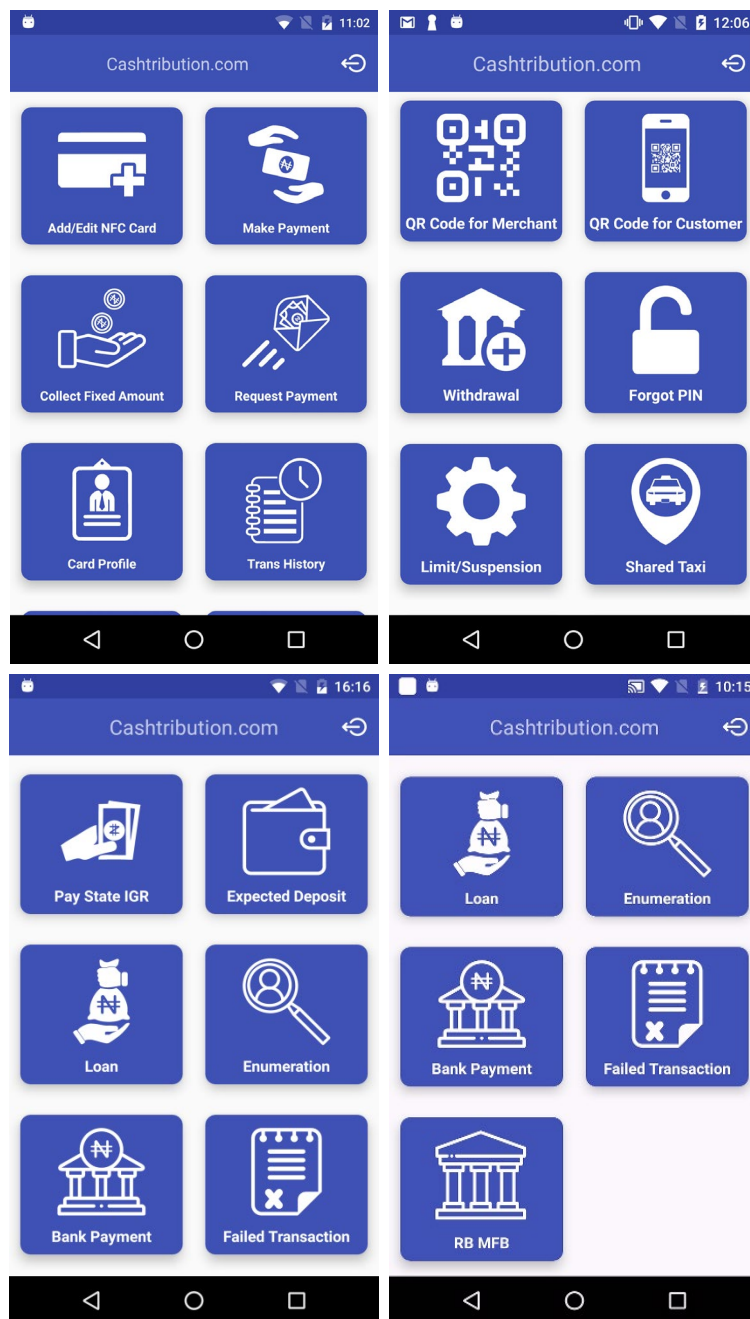 11:02
Cashtribution.com
Add/Edit NFC Card
Make Payment
Collect Fixed Amount
Request Payment
Card Profile
Trans History
12:06
Cashtribution.com
QR Code for Merchant
QR Code for Customer
Withdrawal
Forgot PIN
Limit/Suspension
Shared Taxi
16:16
Cashtribution.com
Pay State IGR
Expected Deposit
Loan
Enumeration
Bank Payment
Failed Transaction
10:15
Cashtribution.com
Loan
Enumeration
Bank Payment
Failed Transaction
RB MFB